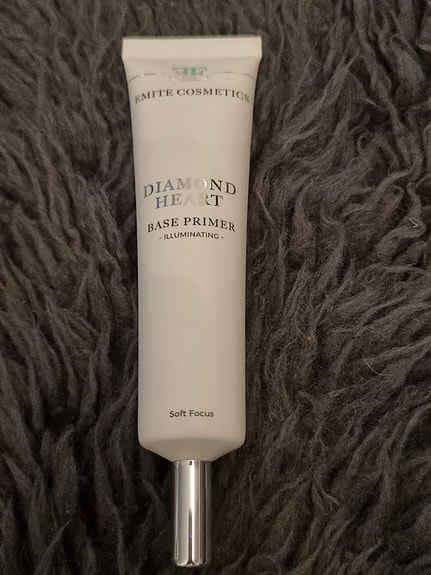 EMITE COSMETICS
DIAMOND
HEART
BASE PRIMER
- ILLUMINATING -
Soft Focus